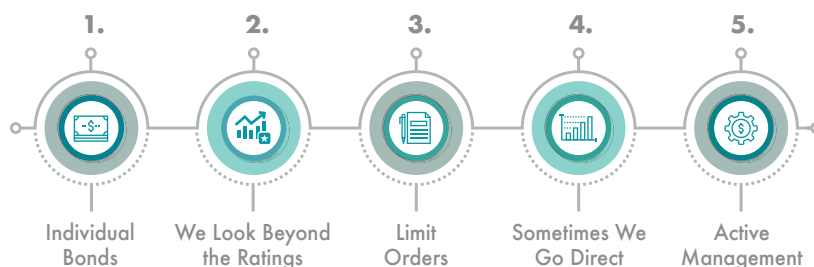 1.
2.
3.
4.
5.
-$-
$
Individual
Bonds
We Look Beyond
the Ratings
Limit
Orders
Sometimes We
Go Direct
Active
Management